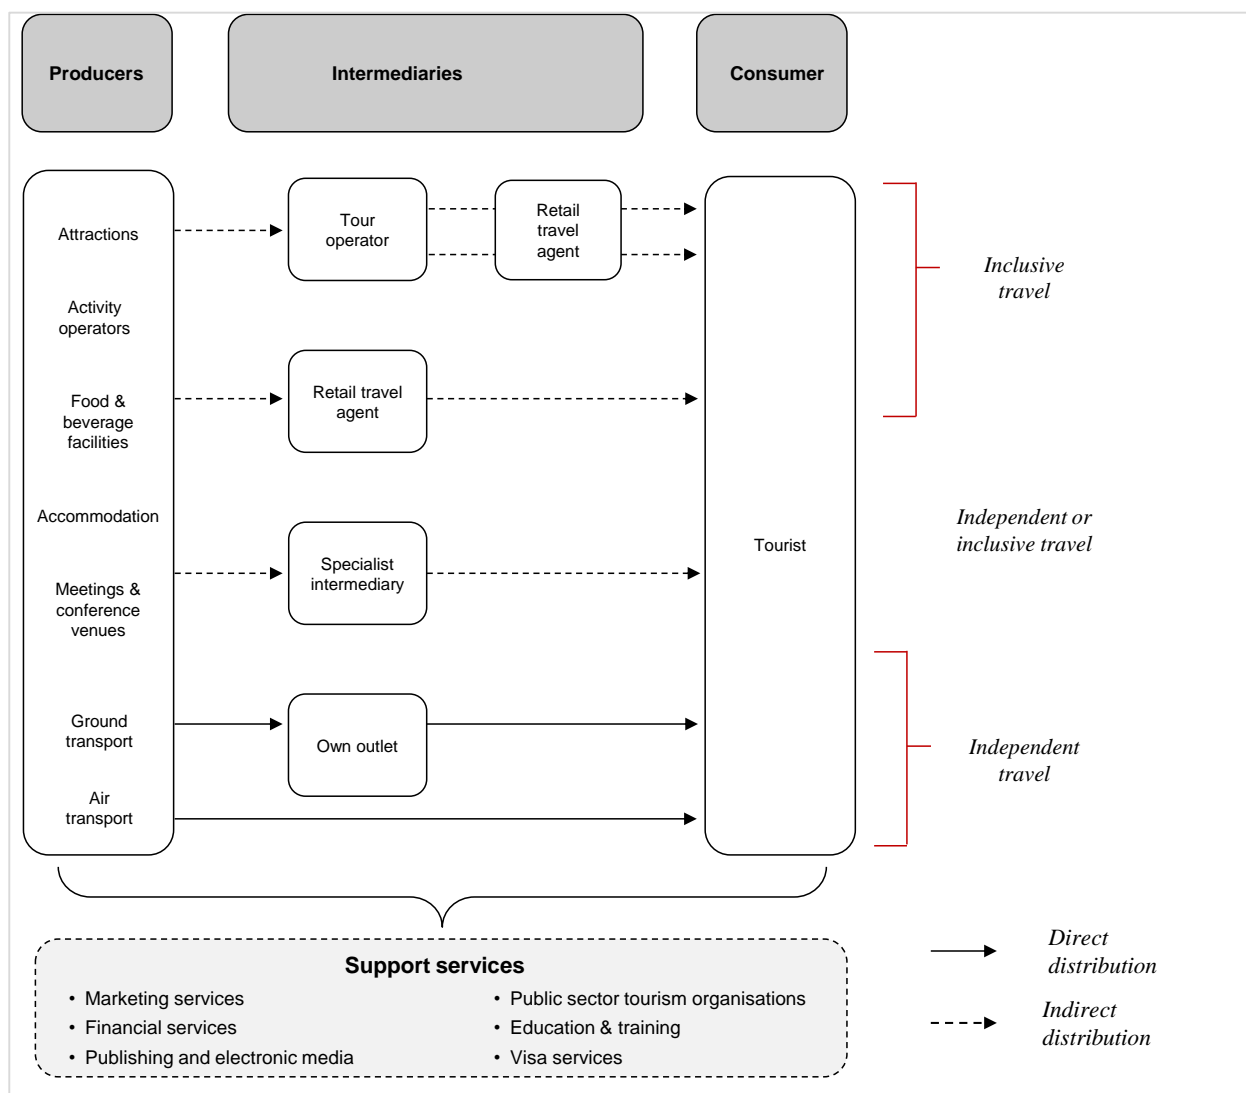 Producers
Intermediaries
Consumer
Attractions
Activity
operators
Food &
beverage
facilities
Accommodation
Meetings &
conference
venues
Ground
transport
Air
transport
Tour
operator
Retail
travel
agent
Retail travel
agent
Specialist
intermediary
Own outlet
Tourist
Inclusive
travel
Independent or
inclusive travel
Independent
travel
Support services
• Marketing services
• Financial services
• Publishing and electronic media
• Public sector tourism organisations
• Education & training
• Visa services
Direct
distribution
Indirect
distribution